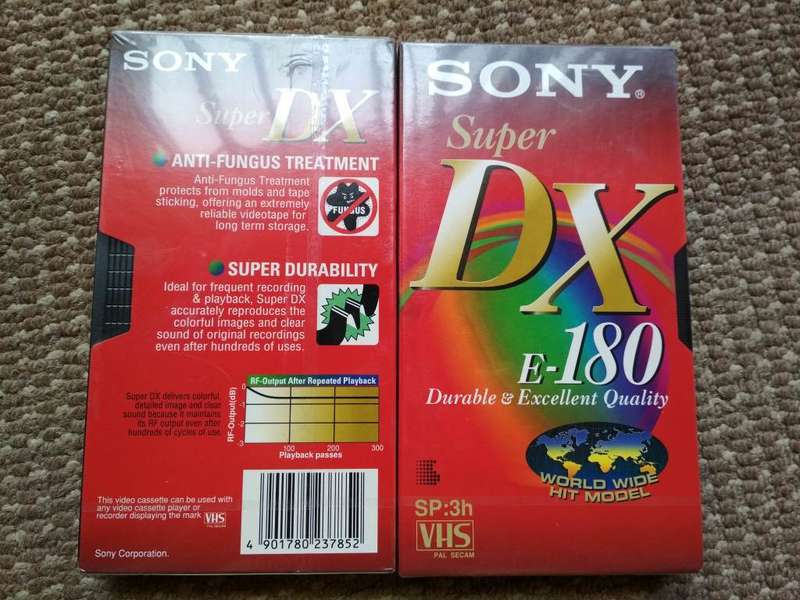 SONY
Super DX
ANTI-FUNGUS TREATMENT
Anti-Fungus Treatment
protects from molds and tape
sticking, offering an extremely
reliable videotape for
long term storage.
FUNGUS
SUPER DURABILITY
Ideal for frequent recording
& playback, Super DX
accurately reproduces the
colorful images and clear
sound of original recordings
even after hundreds of uses.
Super DX delivers colorful,
detailed image and clear
sound because it maintains
its RF output even after
hundreds of cycles of use.
RF-Output After Repeated Playback
RF-Output(dB)
0
-1
-2
-3
100 200 300
Playback passes
This video cassette can be used with
any video cassette player or
recorder displaying the mark VHS
PAL SECAM
Sony Corporation.
4 901780 237852
SONY®
Super
DX
E-180
Durable & Excellent Quality
WORLD WIDE
HIT MODEL
SP:3h
VHS
PAL SECAM